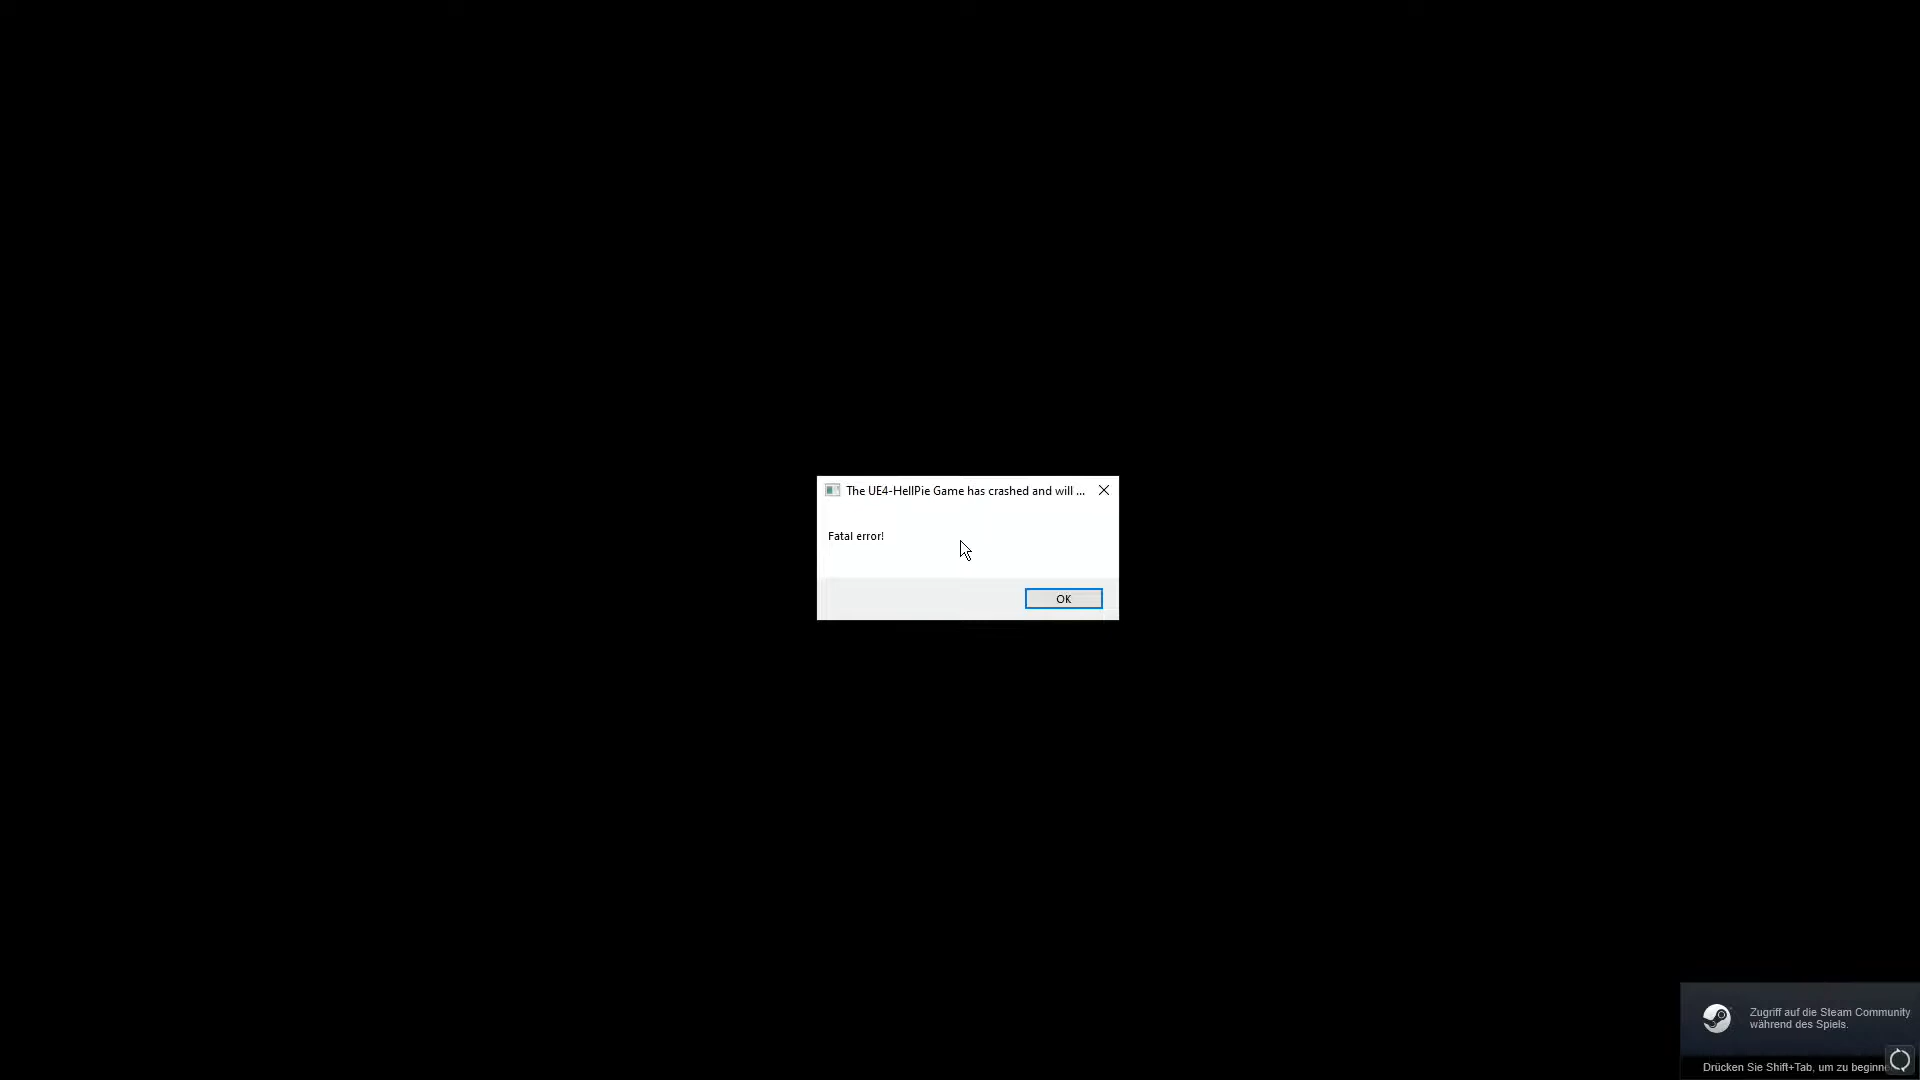 The UE4-HellPie Game has crashed and will ...
Fatal error!
OK
Zugriff auf die Steam Community
während des Spiels.
Drücken Sie Shift+Tab, um zu beginne